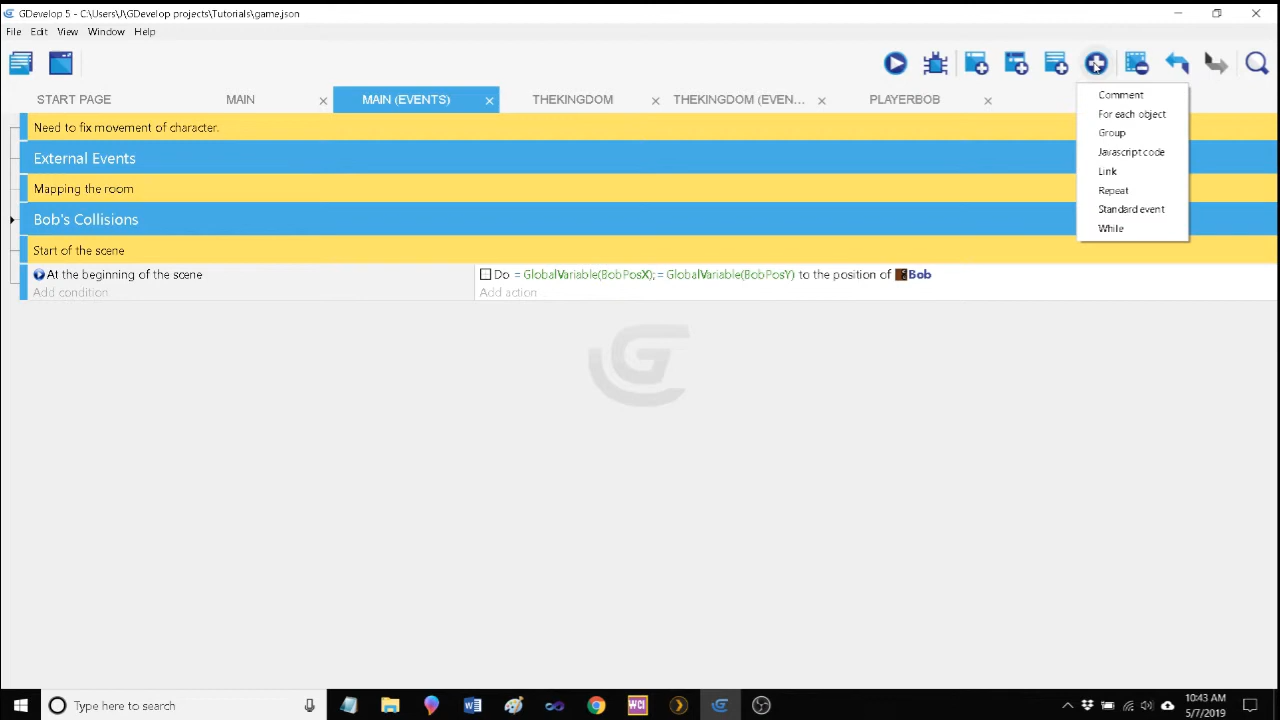 GDevelop 5 - C:\Users\J\GDevelop projects\Tutorials\game.json
File Edit View Window Help
START PAGE MAIN MAIN (EVENTS) THEKINGDOM THEKINGDOM (EVEN... PLAYERBOB
Comment
For each object
Group
Javascript code
Link
Repeat
Standard event
While
Need to fix movement of character.
External Events
Mapping the room
Bob's Collisions
Start of the scene
At the beginning of the scene Do = GlobalVariable(BobPosX); = GlobalVariable(BobPosY) to the position of Bob
Add condition Add action
Type here to search
WCI
10:43 AM
5/7/2019